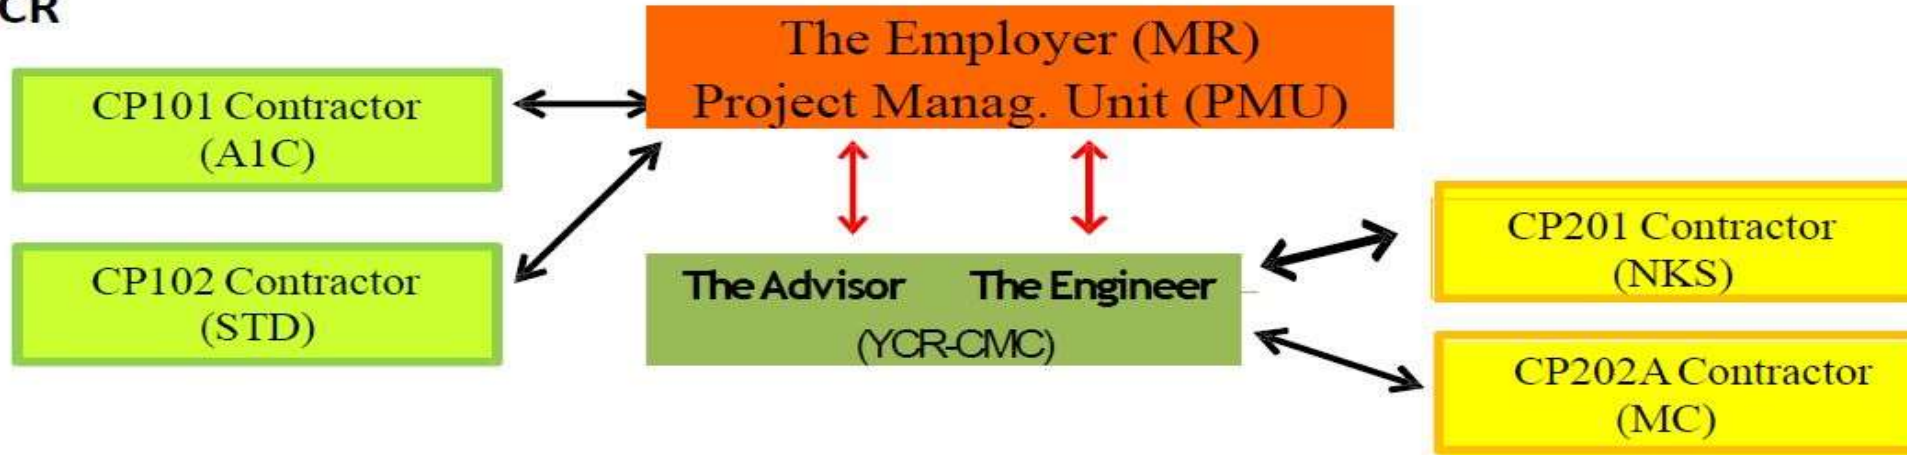 CR
The Employer (MR)
Project Manag. Unit (PMU)
CP101 Contractor
(A1C)
CP102 Contractor
(STD)
The Advisor The Engineer
(YCR-CMC)
CP201 Contractor
(NKS)
CP202A Contractor
(MC)